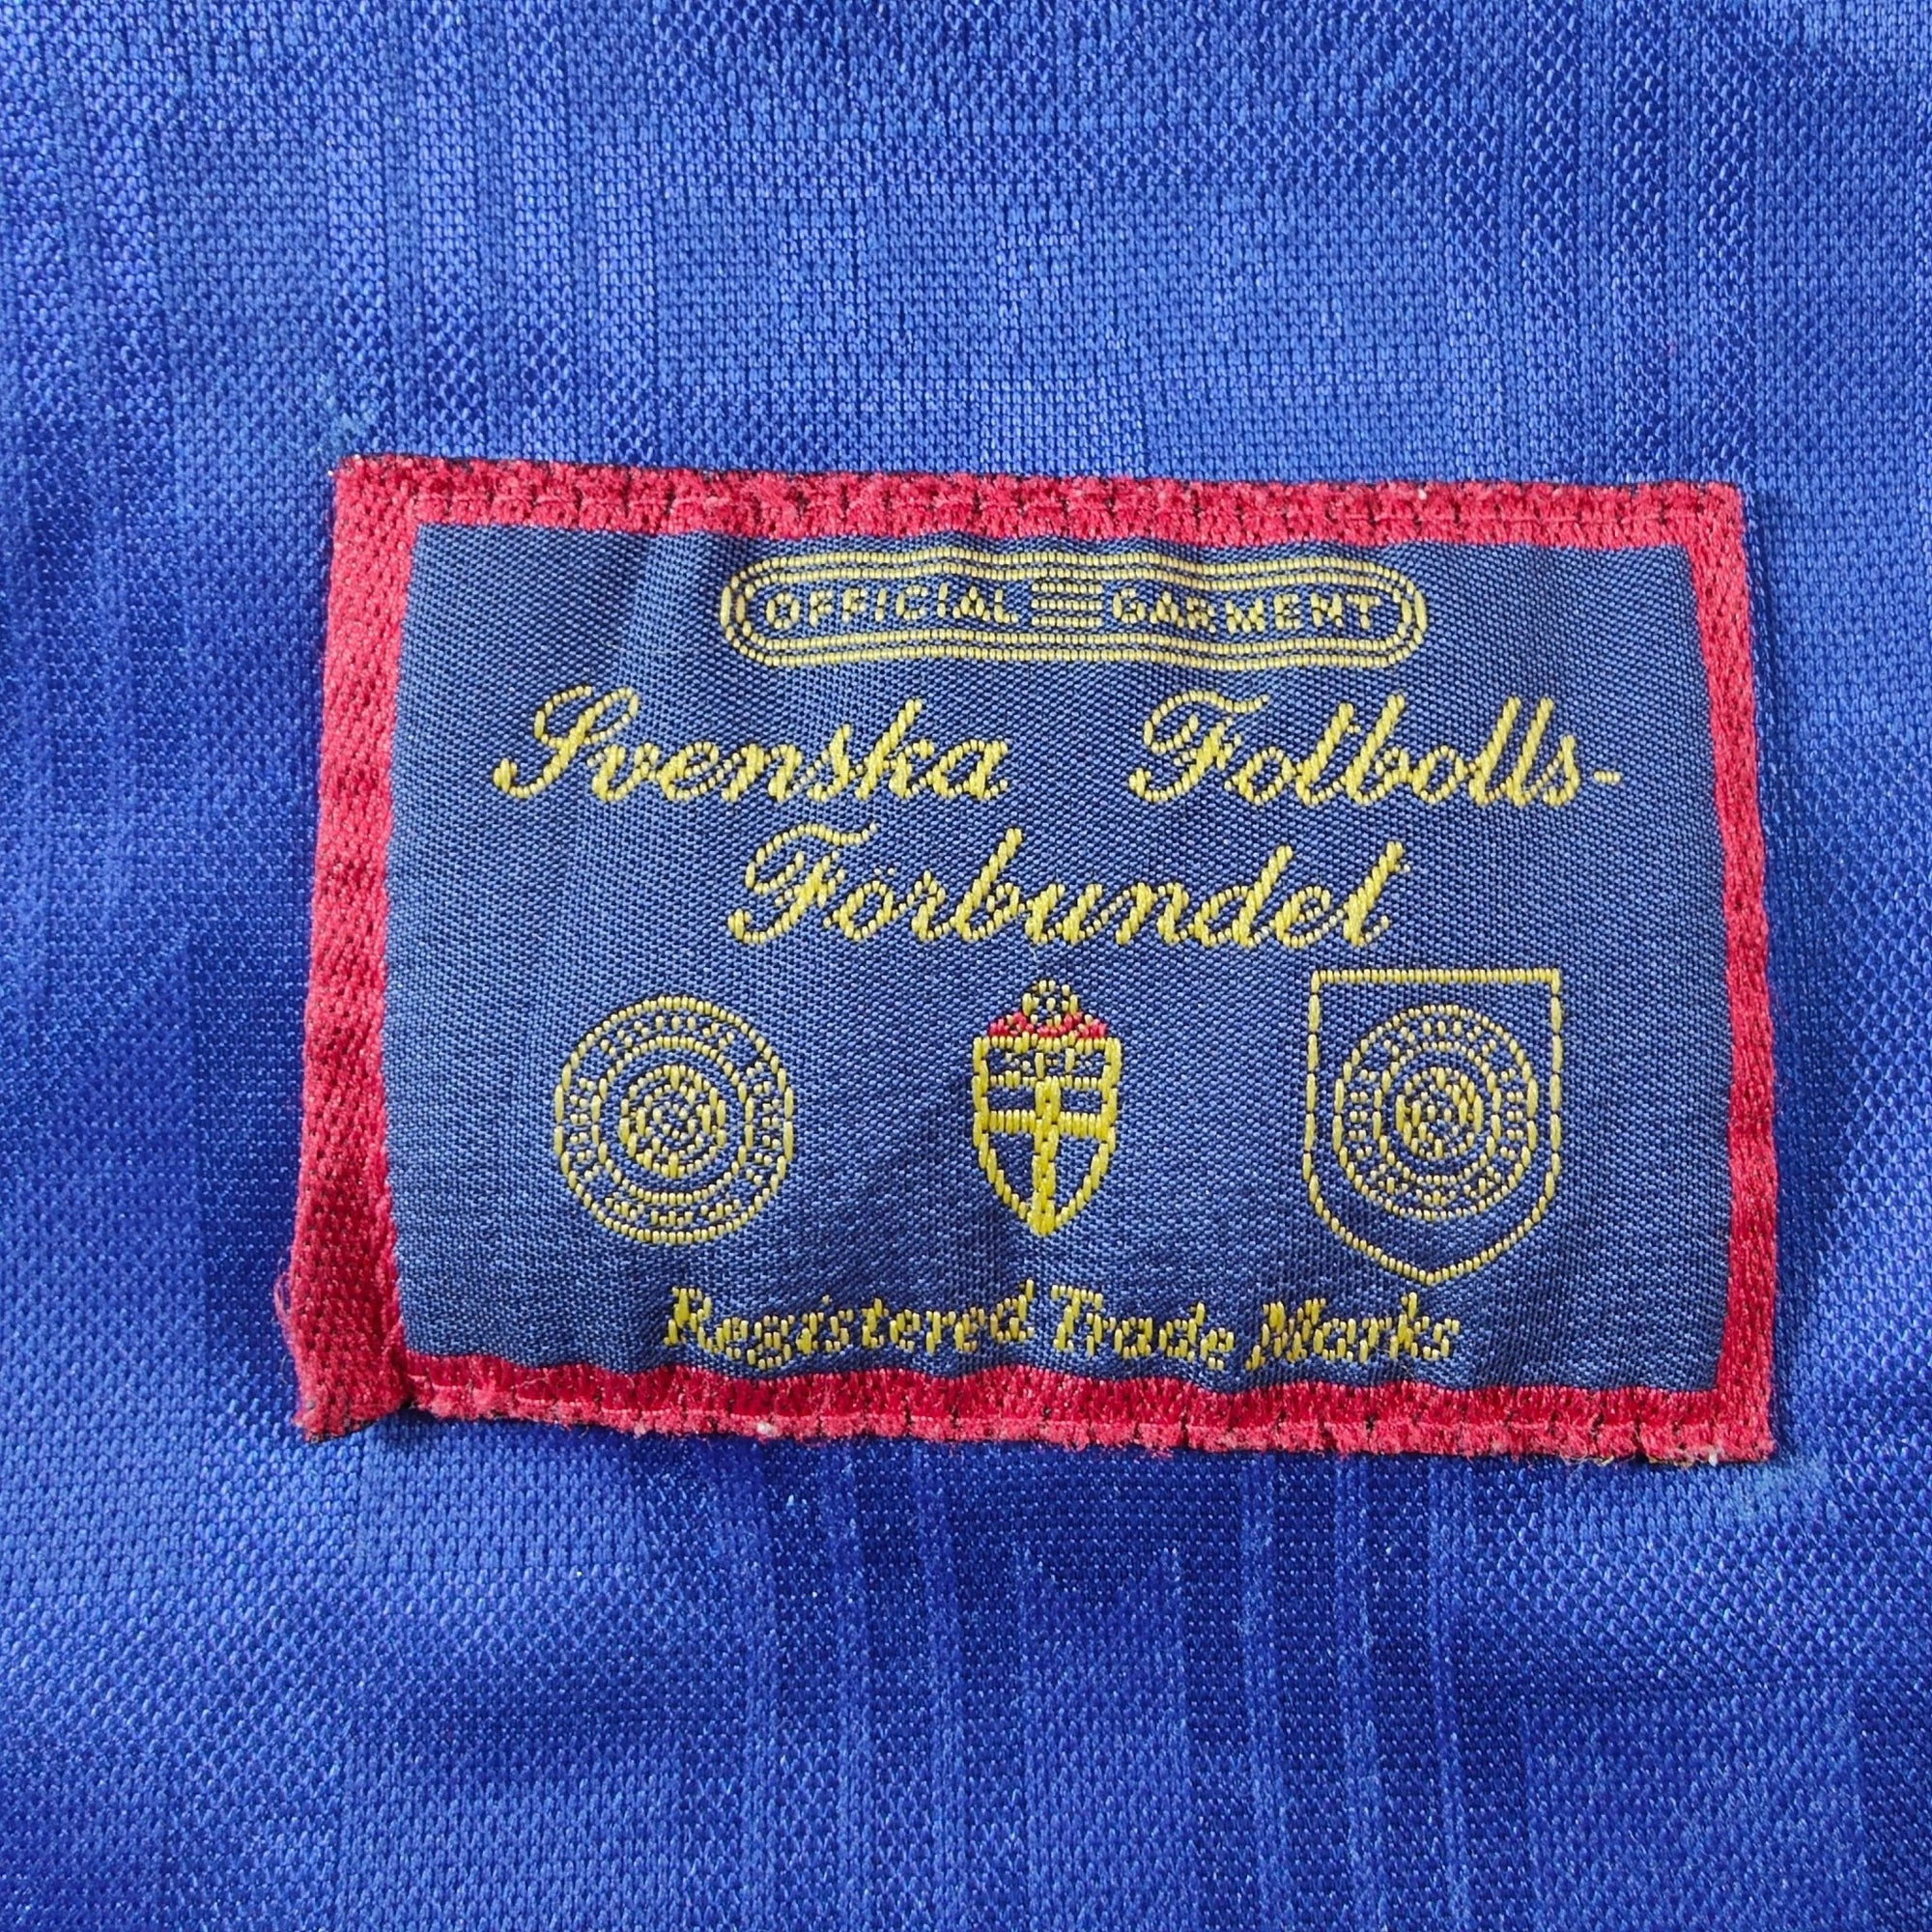 OFFICIAL GARMENT
Svenska Fotbolls-
Förbundet
Registered Trade Marks